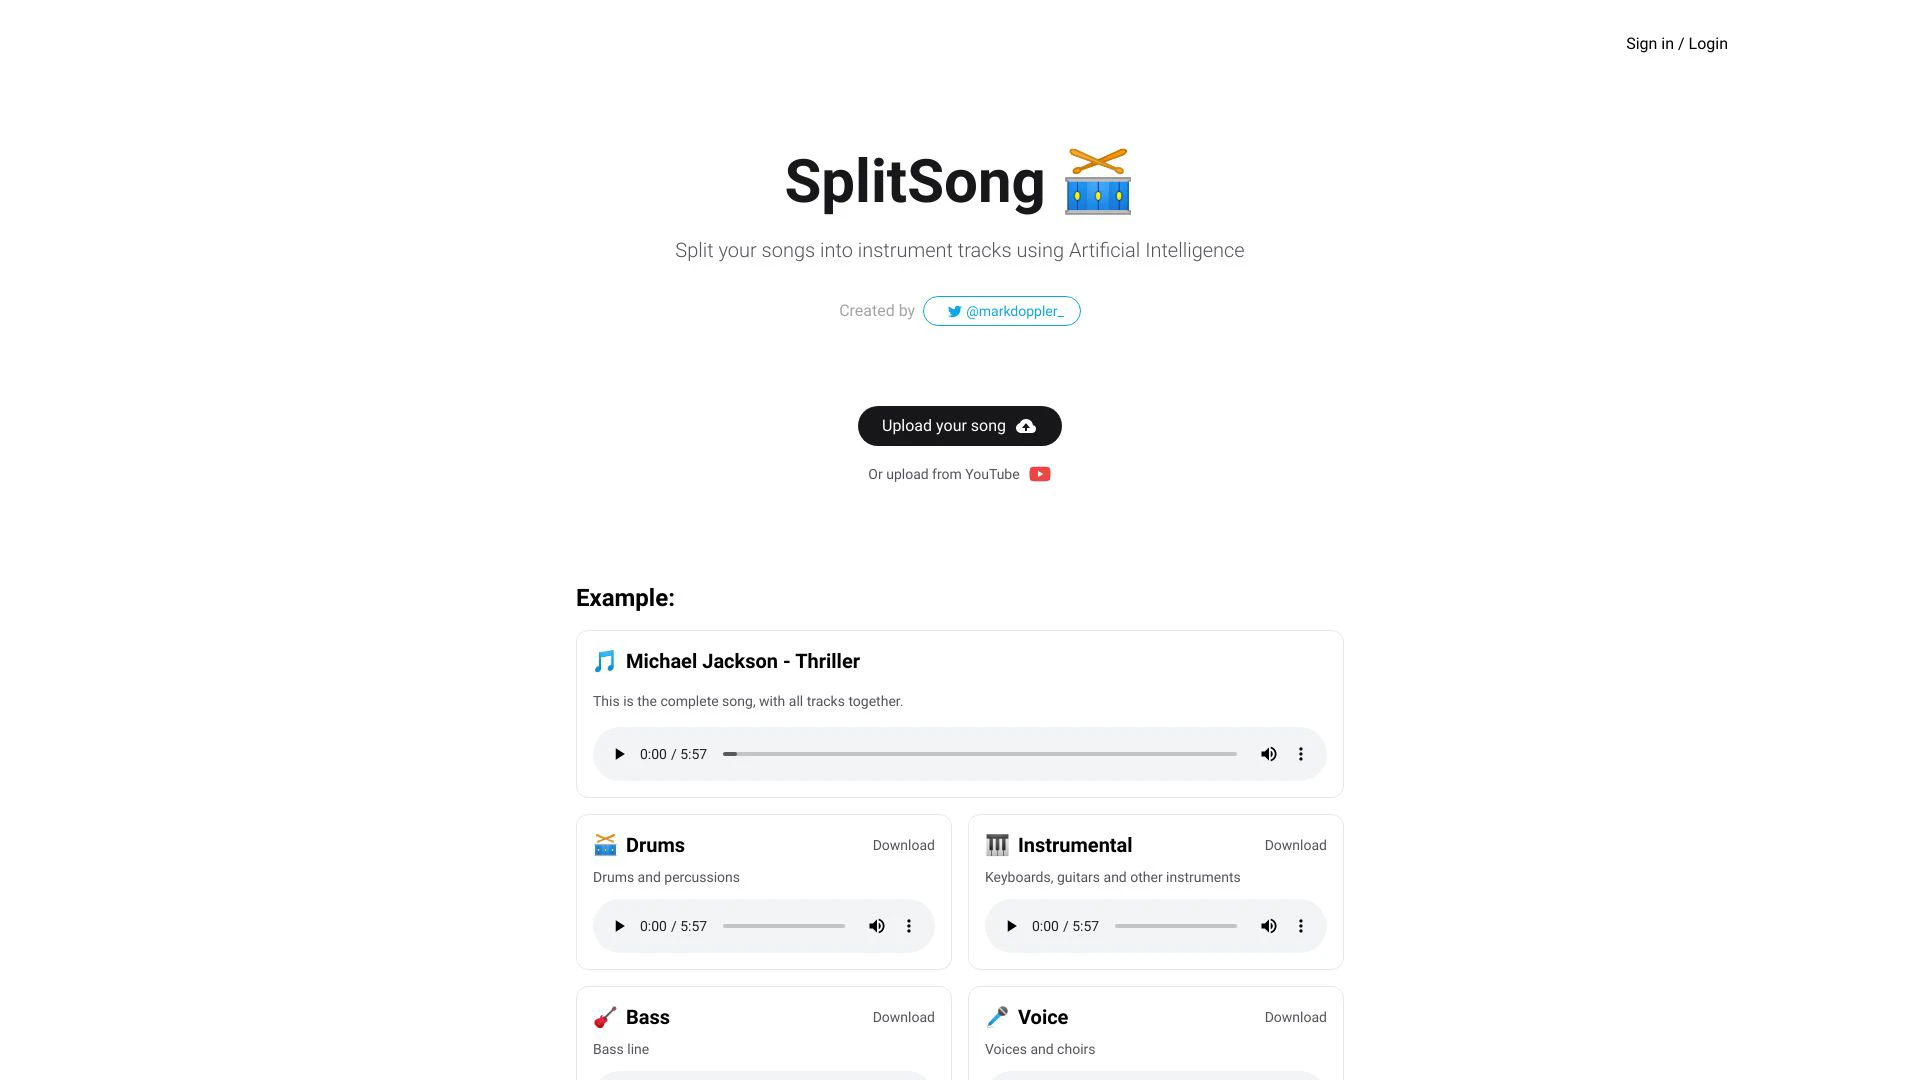 Sign in / Login
SplitSong
Split your songs into instrument tracks using Artificial Intelligence
Created by @markdoppler_
Upload your song
Or upload from YouTube
Example:
Michael Jackson - Thriller
This is the complete song, with all tracks together.
0:00 / 5:57
Drums Download
Drums and percussions
0:00 / 5:57
Instrumental Download
Keyboards, guitars and other instruments
0:00 / 5:57
Bass Download
Bass line
Voice Download
Voices and choirs